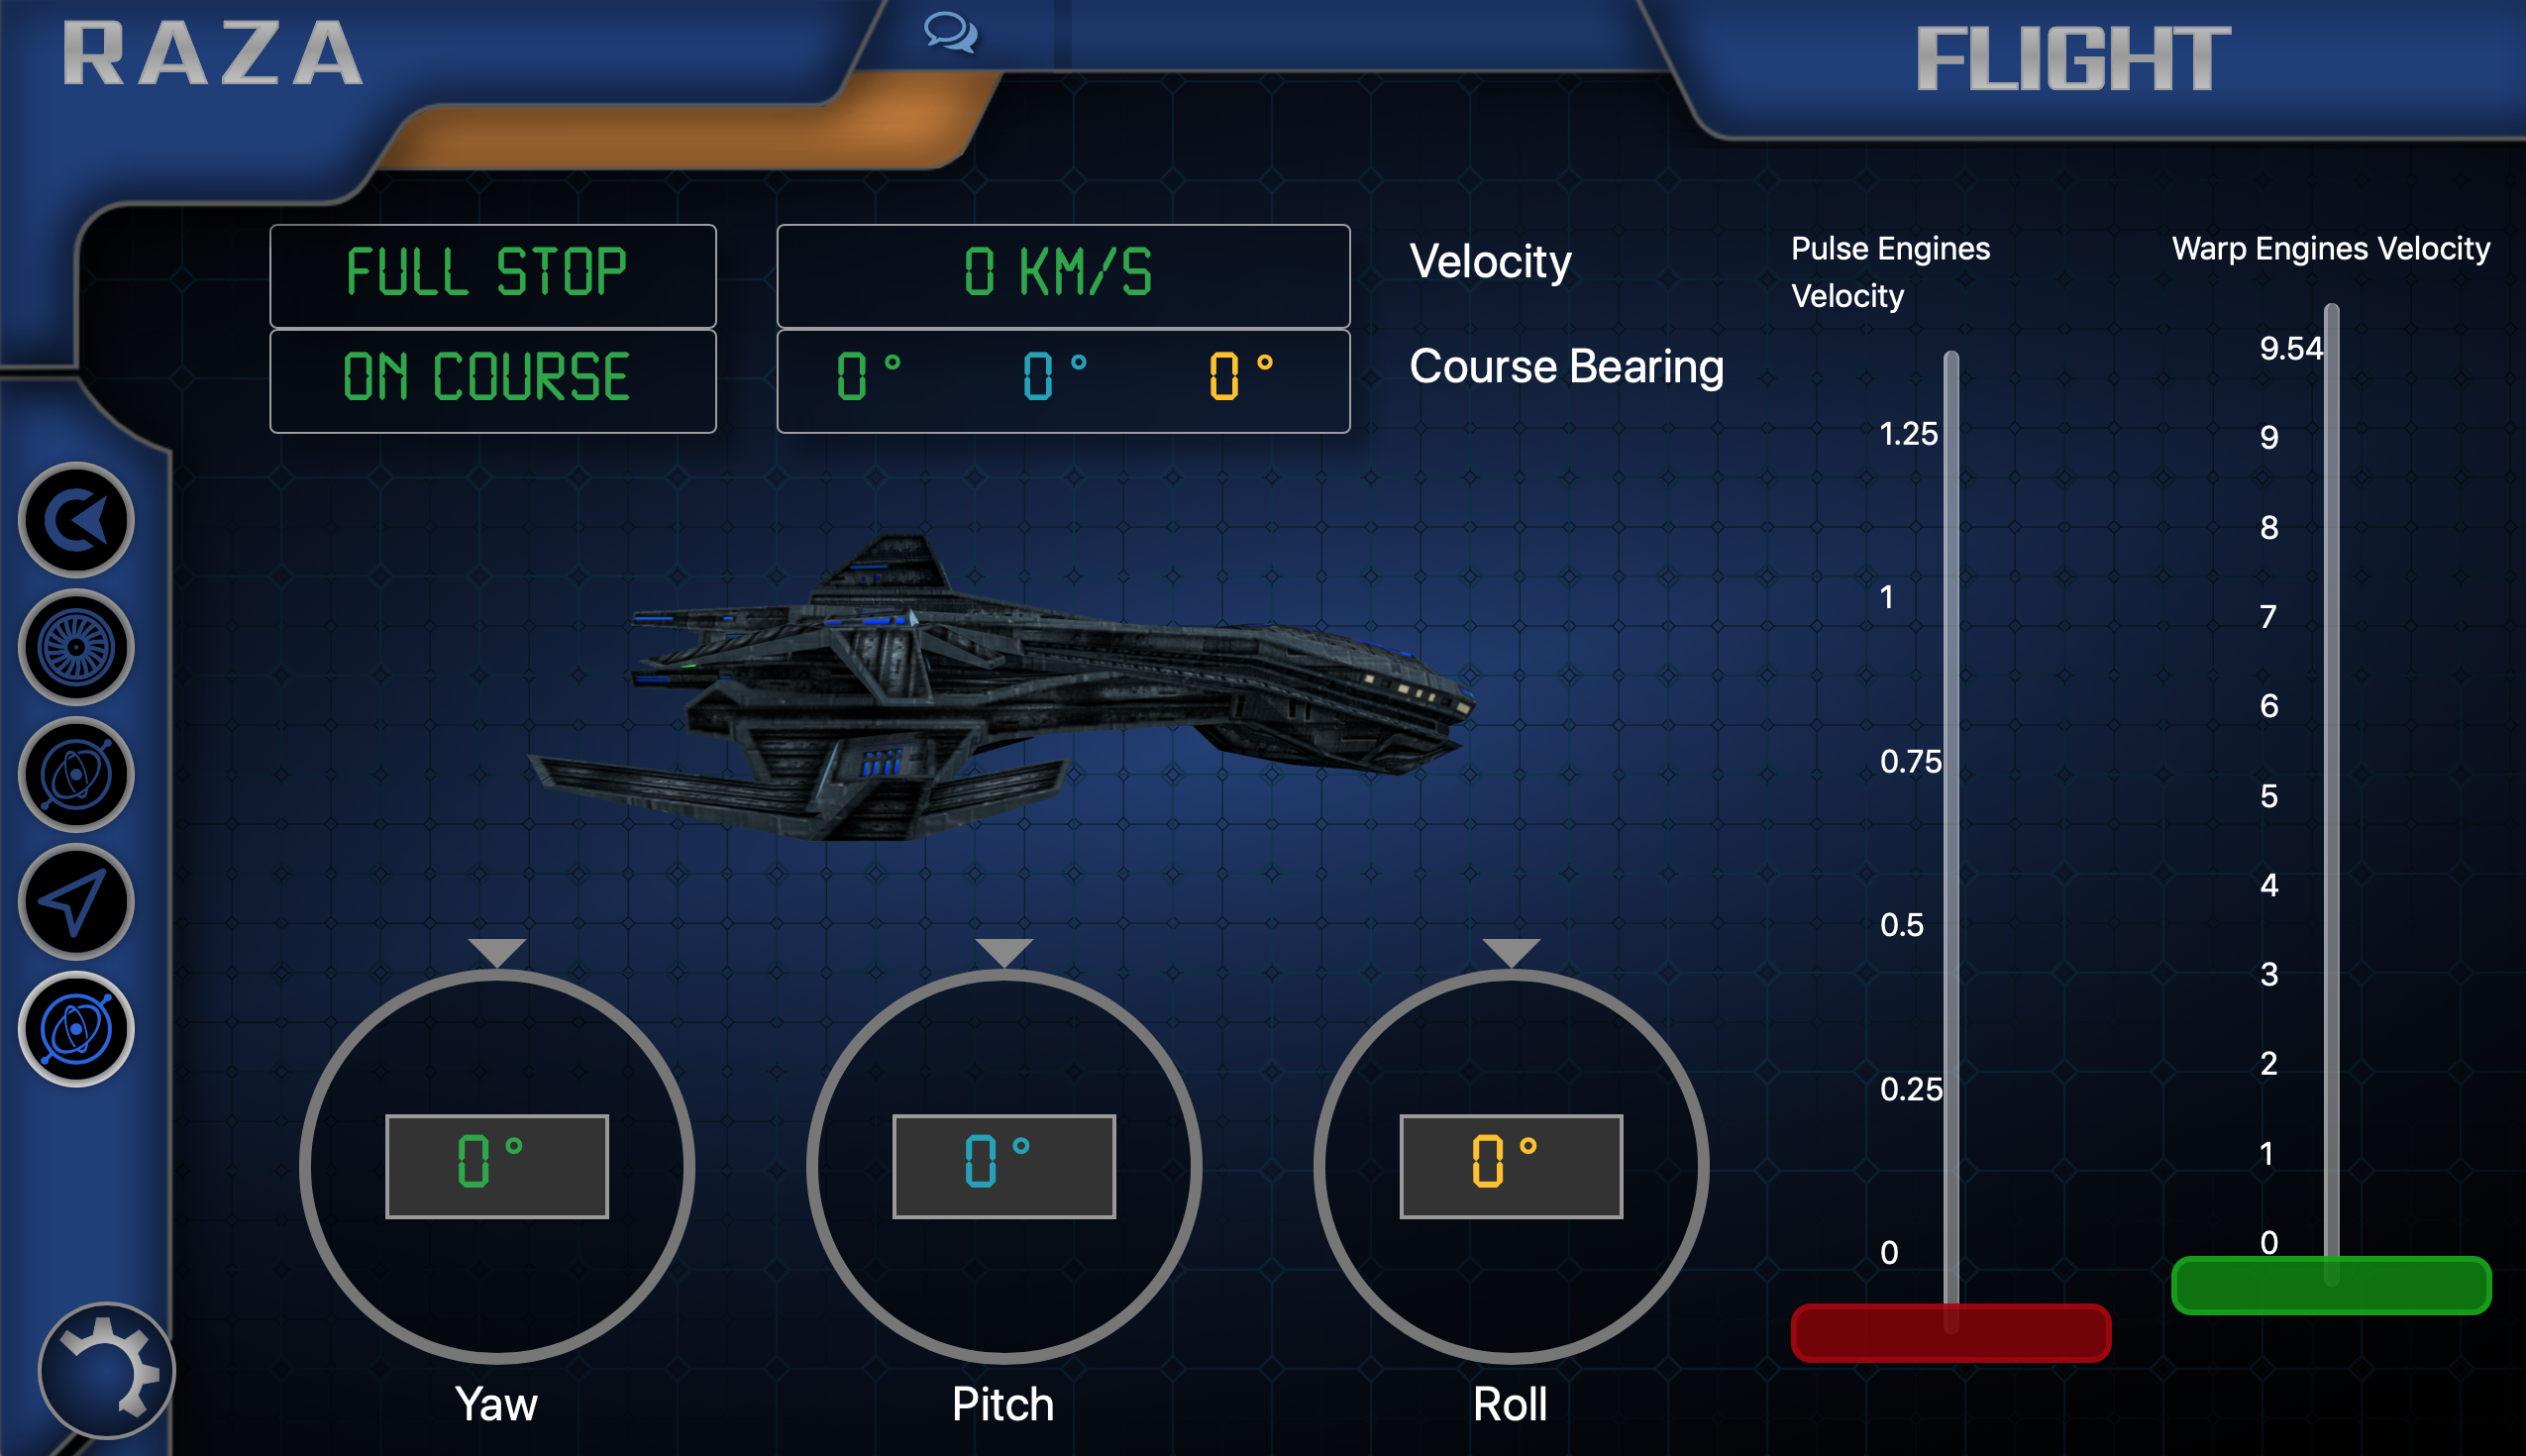 RAZA
FLIGHT
FULL STOP
0 KM/S
Velocity
ON COURSE
0° 0° 0°
Course Bearing
Pulse Engines
Velocity
1.25
1
0.75
0.5
0.25
0
Warp Engines Velocity
9.54
9
8
7
6
5
4
3
2
1
0
0°
Yaw
0°
Pitch
0°
Roll